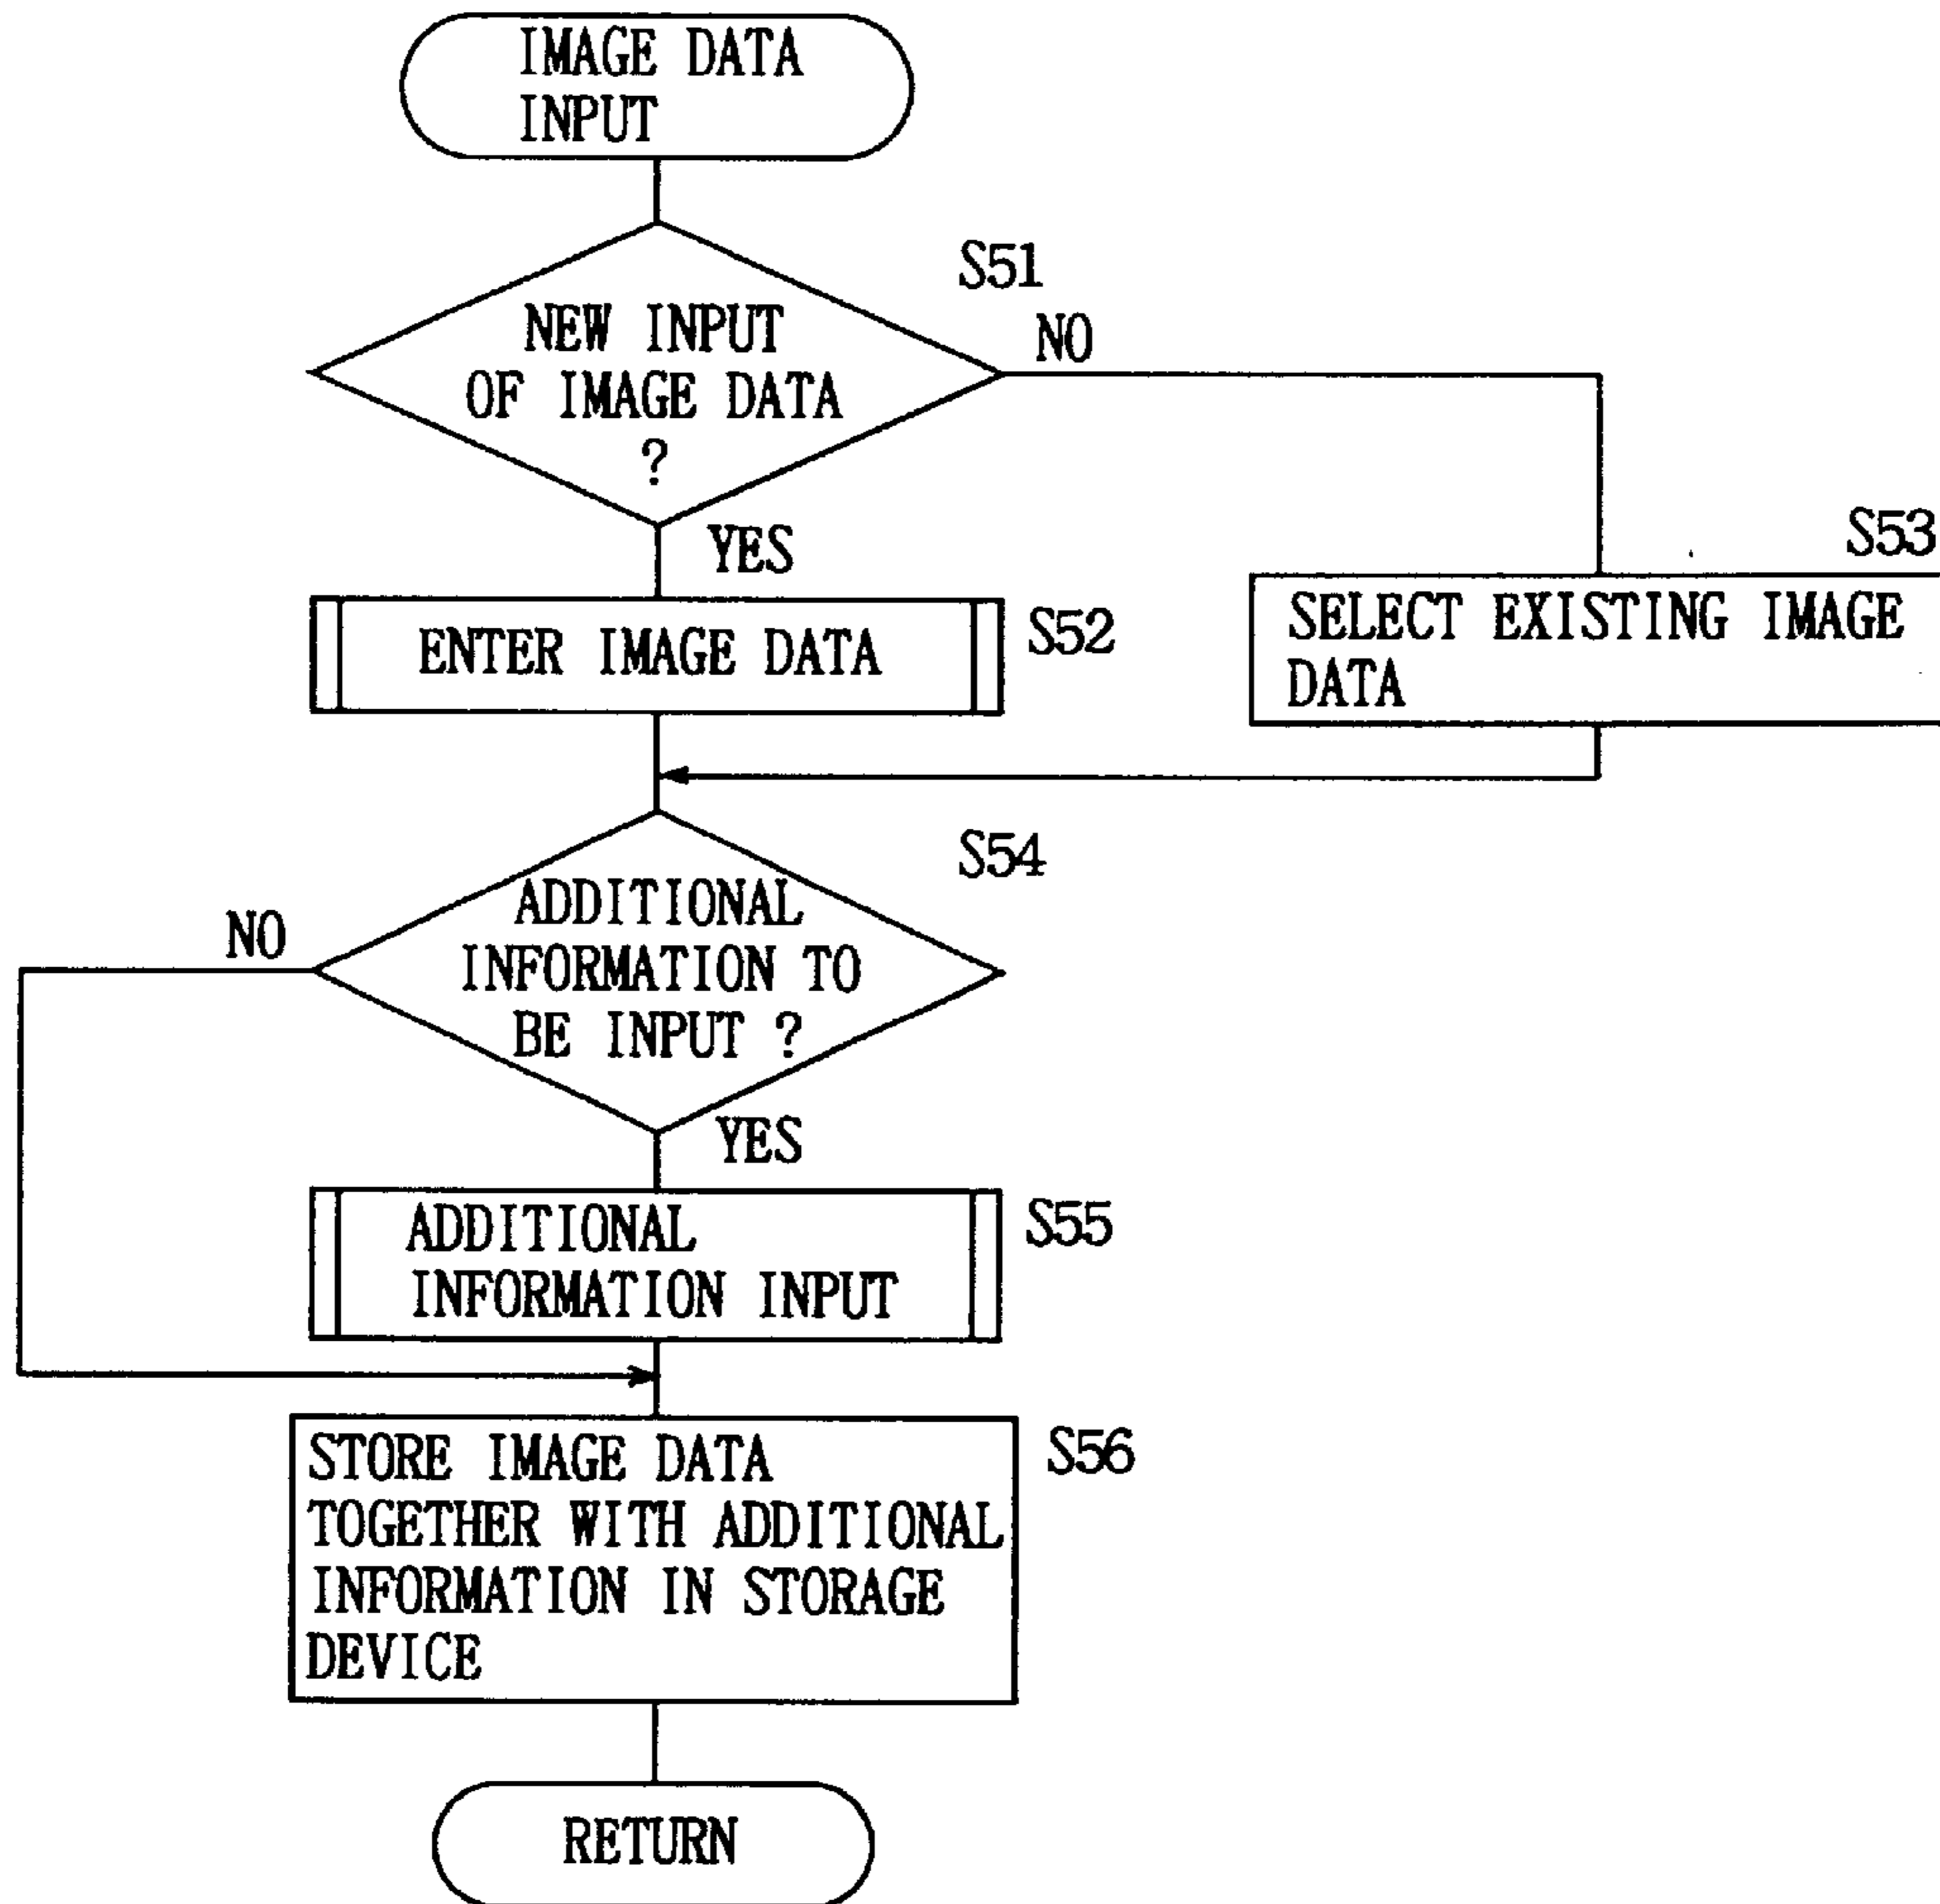 IMAGE DATA
INPUT
S51
NEW INPUT
OF IMAGE DATA
?
NO
YES
S52
ENTER IMAGE DATA
S53
SELECT EXISTING IMAGE
DATA
S54
ADDITIONAL
INFORMATION TO
BE INPUT ?
NO
YES
S55
ADDITIONAL
INFORMATION INPUT
S56
STORE IMAGE DATA
TOGETHER WITH ADDITIONAL
INFORMATION IN STORAGE
DEVICE
RETURN